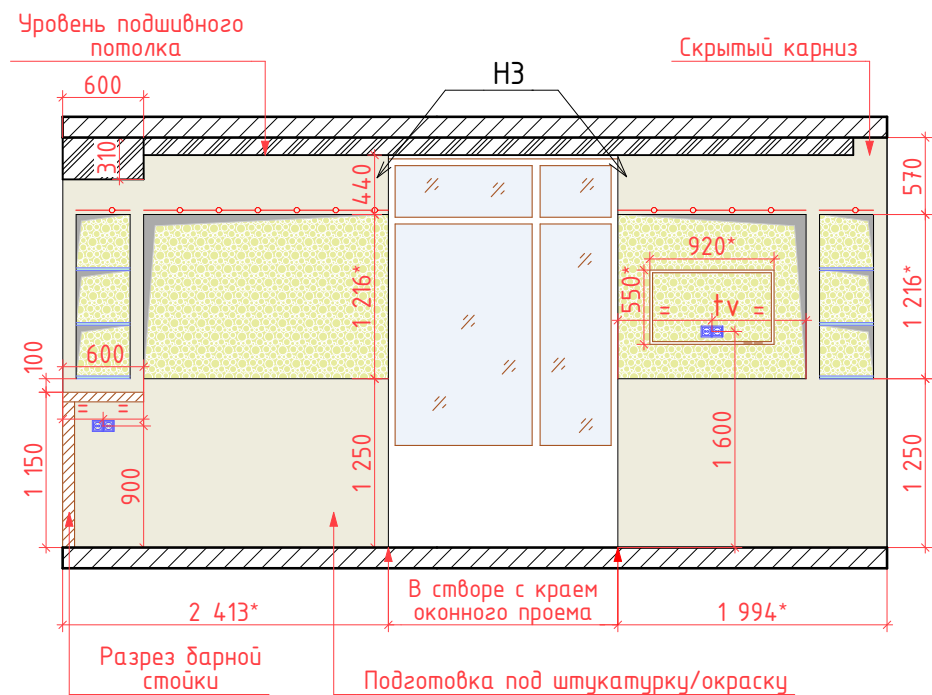 Уровень подшивного
потолка
Скрытый карниз
600
НЗ
310
440
570
920*
550*
1 216*
tv
1 216*
100
600
1 150
900
1 250
1 600
1 250
В створе с краем
оконного проема
2 413*
1 994*
Разрез барной
стойки
Подготовка под штукатурку/окраску